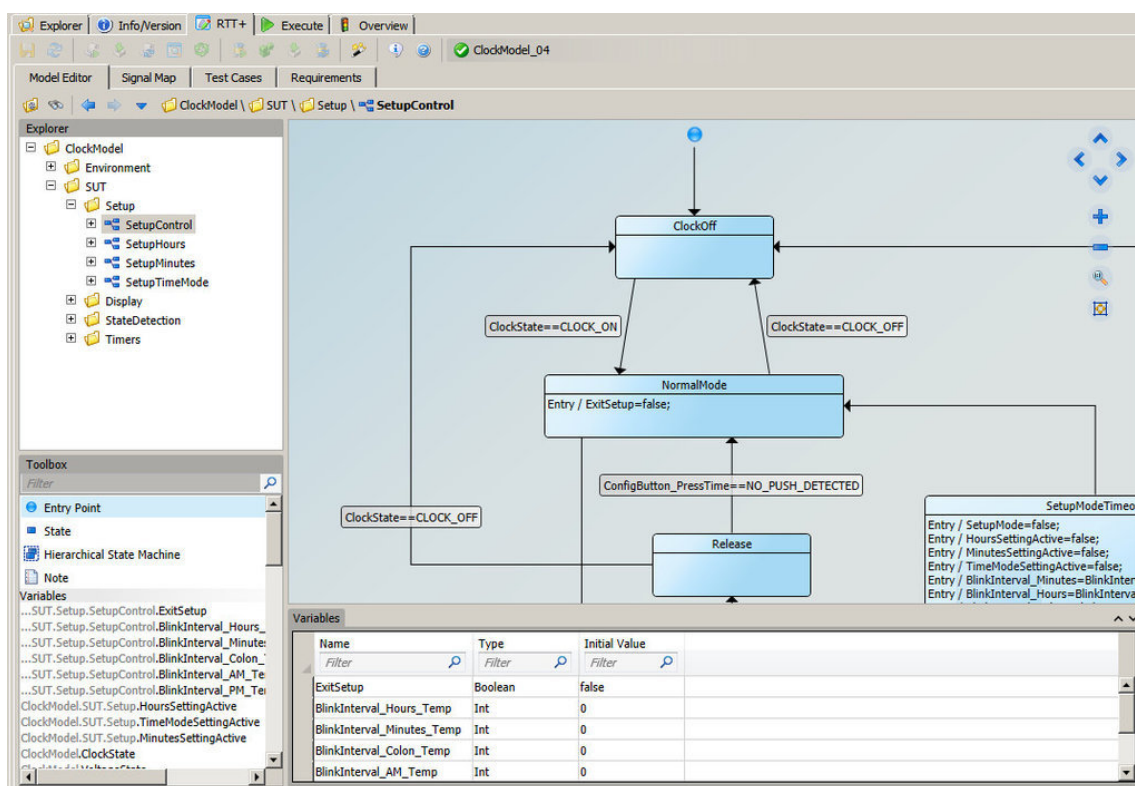 Explorer Info/Version RTT+ Execute Overview
ClockModel_04
Model Editor Signal Map Test Cases Requirements
ClockModel \ SUT \ Setup \ SetupControl
Explorer
ClockModel
Environment
SUT
Setup
SetupControl
SetupHours
SetupMinutes
SetupTimeMode
Display
StateDetection
Timers
Toolbox
Filter
Entry Point
State
Hierarchical State Machine
Note
Variables
...SUT.Setup.SetupControl.ExitSetup
...SUT.Setup.SetupControl.BlinkInterval_Hours_
...SUT.Setup.SetupControl.BlinkInterval_Minute
...SUT.Setup.SetupControl.BlinkInterval_Colon_
...SUT.Setup.SetupControl.BlinkInterval_AM_Te
...SUT.Setup.SetupControl.BlinkInterval_PM_Te
ClockModel.SUT.Setup.HoursSettingActive
ClockModel.SUT.Setup.TimeModeSettingActive
ClockModel.SUT.Setup.MinutesSettingActive
ClockModel.ClockState
ClockOff
ClockState==CLOCK_ON
ClockState==CLOCK_OFF
NormalMode
Entry / ExitSetup=false;
ConfigButton_PressTime==NO_PUSH_DETECTED
ClockState==CLOCK_OFF
Release
SetupModeTimeo
Entry / SetupMode=false;
Entry / HoursSettingActive=false;
Entry / MinutesSettingActive=false;
Entry / TimeModeSettingActive=false;
Entry / BlinkInterval_Minutes=BlinkInter
Entry / BlinkInterval_Hours=BlinkInterva
Variables
Name Type Initial Value
Filter Filter Filter
ExitSetup Boolean false
BlinkInterval_Hours_Temp Int 0
BlinkInterval_Minutes_Temp Int 0
BlinkInterval_Colon_Temp Int 0
BlinkInterval_AM_Temp Int 0